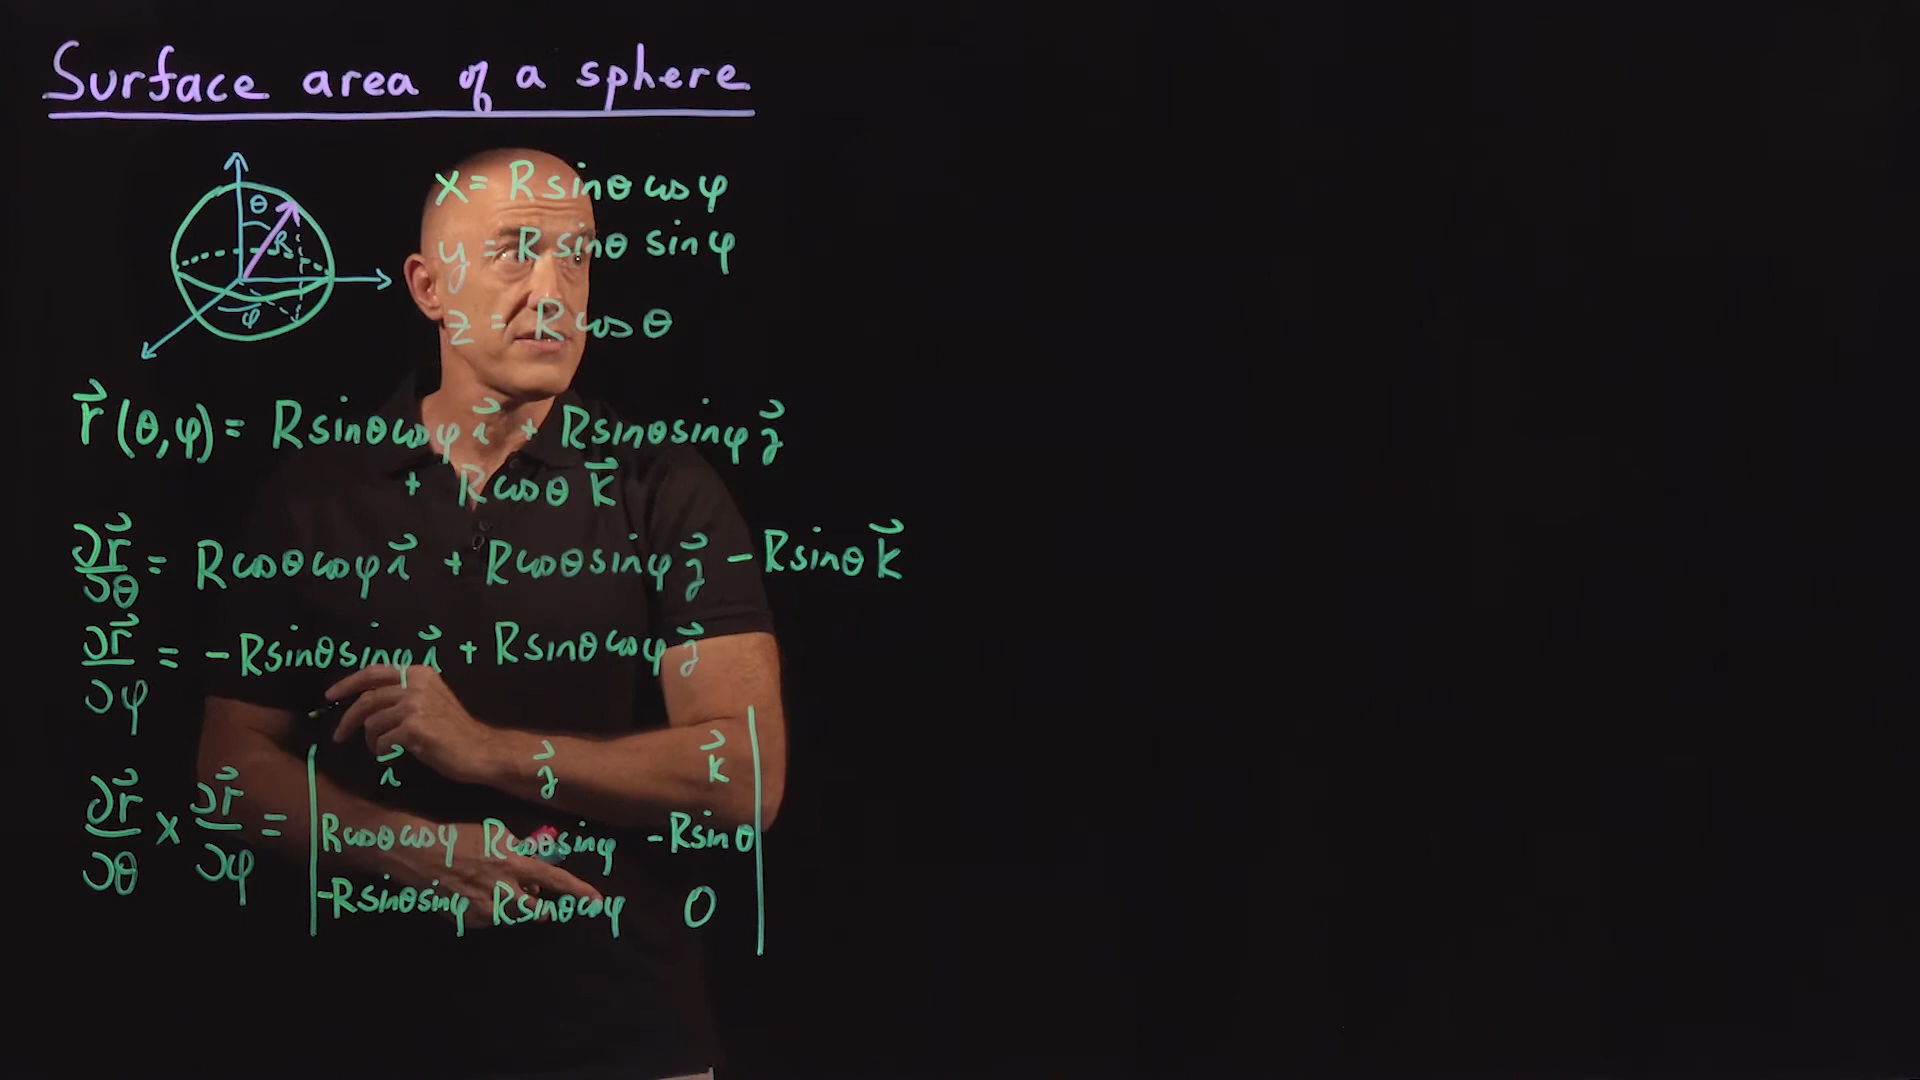 Surface area of a sphere
θ
R
φ
x = R sinθ cosφ
y = R sinθ sinφ
z = R cosθ
r⃗(θ,φ) = R sinθ cosφ i⃗ + R sinθ sinφ j⃗
+ R cosθ k⃗
∂r⃗/∂θ = R cosθ cosφ i⃗ + R cosθ sinφ j⃗ − R sinθ k⃗
∂r⃗/∂φ = −R sinθ sinφ i⃗ + R sinθ cosφ j⃗
∂r⃗/∂θ × ∂r⃗/∂φ = | i⃗ j⃗ k⃗ |
R cosθ cosφ R cosθ sinφ −R sinθ
−R sinθ sinφ R sinθ cosφ 0